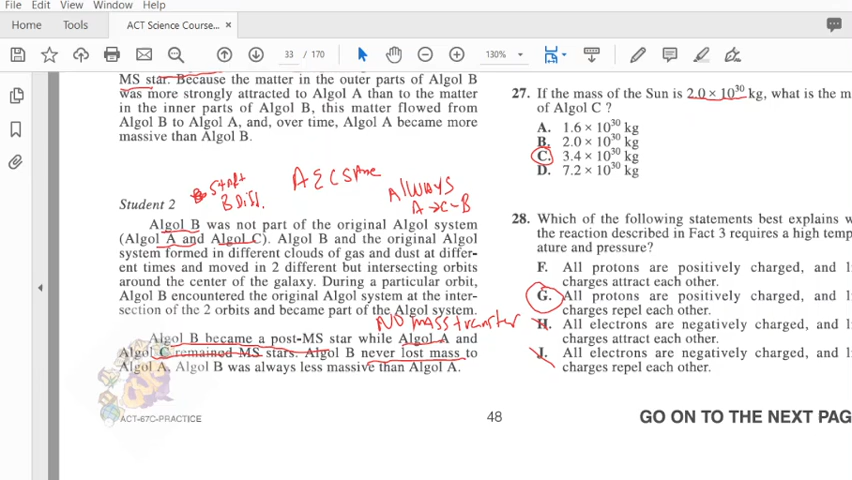 File Edit View Window Help
Home Tools ACT Science Course... ×
33 / 170 130%
MS star. Because the matter in the outer parts of Algol B
was more strongly attracted to Algol A than to the matter
in the inner parts of Algol B, this matter flowed from
Algol B to Algol A, and, over time, Algol A became more
massive than Algol B.
Start
B Diff.
A & C Same
Always
A → C - B
Student 2
Algol B was not part of the original Algol system
(Algol A and Algol C). Algol B and the original Algol
system formed in different clouds of gas and dust at differ-
ent times and moved in 2 different but intersecting orbits
around the center of the galaxy. During a particular orbit,
Algol B encountered the original Algol system at the inter-
section of the 2 orbits and became part of the Algol system.
NO mass transfer
Algol B became a post-MS star while Algol A and
Algol C remained MS stars. Algol B never lost mass to
Algol A. Algol B was always less massive than Algol A.
ACT-67C-PRACTICE
48
27. If the mass of the Sun is 2.0 × 10³⁰ kg, what is the m
of Algol C ?
A. 1.6 × 10³⁰ kg
B. 2.0 × 10³⁰ kg
C. 3.4 × 10³⁰ kg
D. 7.2 × 10³⁰ kg
28. Which of the following statements best explains w
the reaction described in Fact 3 requires a high temp
ature and pressure?
F. All protons are positively charged, and li
charges attract each other.
G. All protons are positively charged, and li
charges repel each other.
H. All electrons are negatively charged, and li
charges attract each other.
J. All electrons are negatively charged, and li
charges repel each other.
GO ON TO THE NEXT PAG